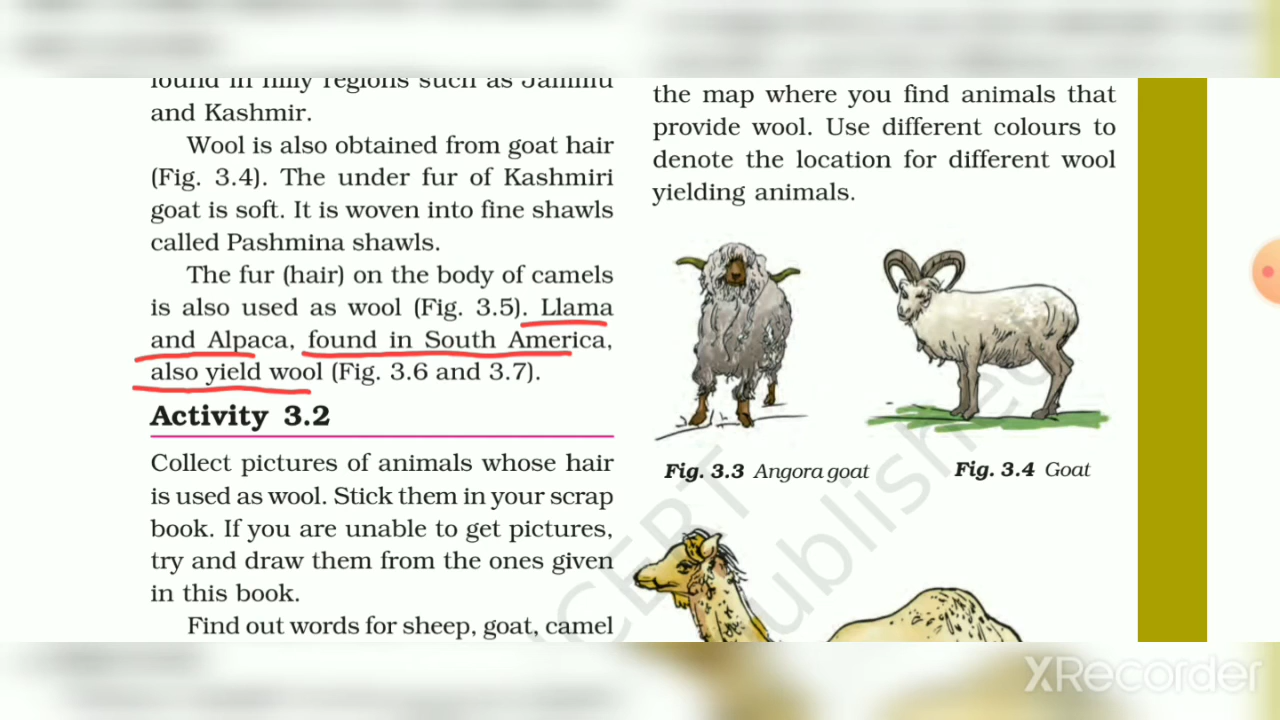 found in hilly regions such as Jammu
and Kashmir.
Wool is also obtained from goat hair
(Fig. 3.4). The under fur of Kashmiri
goat is soft. It is woven into fine shawls
called Pashmina shawls.
The fur (hair) on the body of camels
is also used as wool (Fig. 3.5). Llama
and Alpaca, found in South America,
also yield wool (Fig. 3.6 and 3.7).
Activity 3.2
Collect pictures of animals whose hair
is used as wool. Stick them in your scrap
book. If you are unable to get pictures,
try and draw them from the ones given
in this book.
Find out words for sheep, goat, camel
the map where you find animals that
provide wool. Use different colours to
denote the location for different wool
yielding animals.
Fig. 3.3 Angora goat
Fig. 3.4 Goat
XRecorder